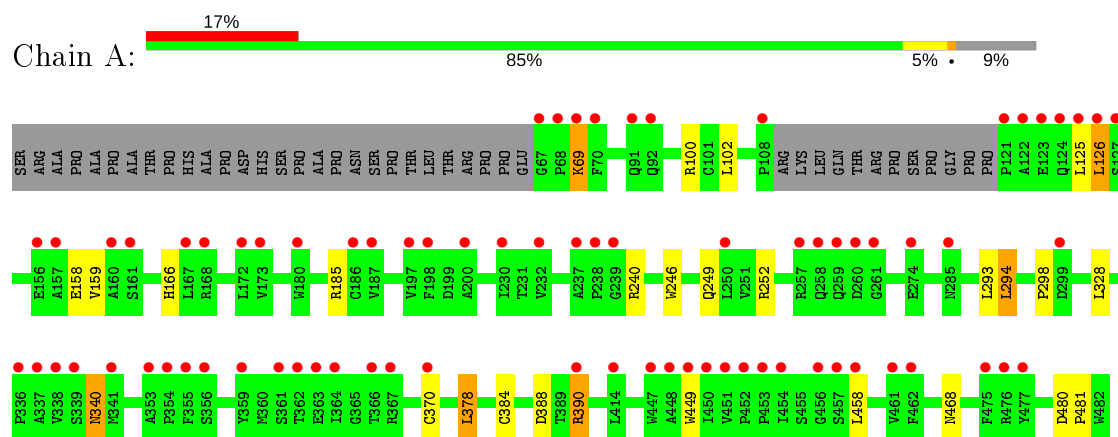 17%
Chain A:
85% 5% • 9%
SER ARG ALA PRO ALA PRO ALA THR PRO HIS ALA PRO ASP HIS SER PRO ALA PRO ASN SER PRO THR LEU THR ARG PRO PRO GLU G67 P68 K69 F70 Q91 Q92 R100 C101 L102 P108 ARG LYS LEU GLN THR ARG PRO SER PRO GLY PRO PRO P121 A122 E123 Q124 L125 L126 S127
E156 A157 E158 V159 A160 S161 H166 L167 R168 L172 V173 W180 R185 C186 V187 V197 F198 D199 A200 I230 T231 V232 A237 P238 G239 R240 W246 Q249 L250 V251 R252 R257 Q258 Q259 D260 G261 E274 N285 L293 L294 P298 D299 L328
P336 A337 V338 S339 N340 M341 A353 P354 F355 S356 Y359 M360 S361 T362 E363 I364 G365 T366 R367 C370 L378 C384 D388 T389 R390 L414 W447 A448 W449 I450 V451 P452 P453 I454 S455 G456 S457 L458 V461 F462 N468 F475 R476 Y477 D480 P481 W482